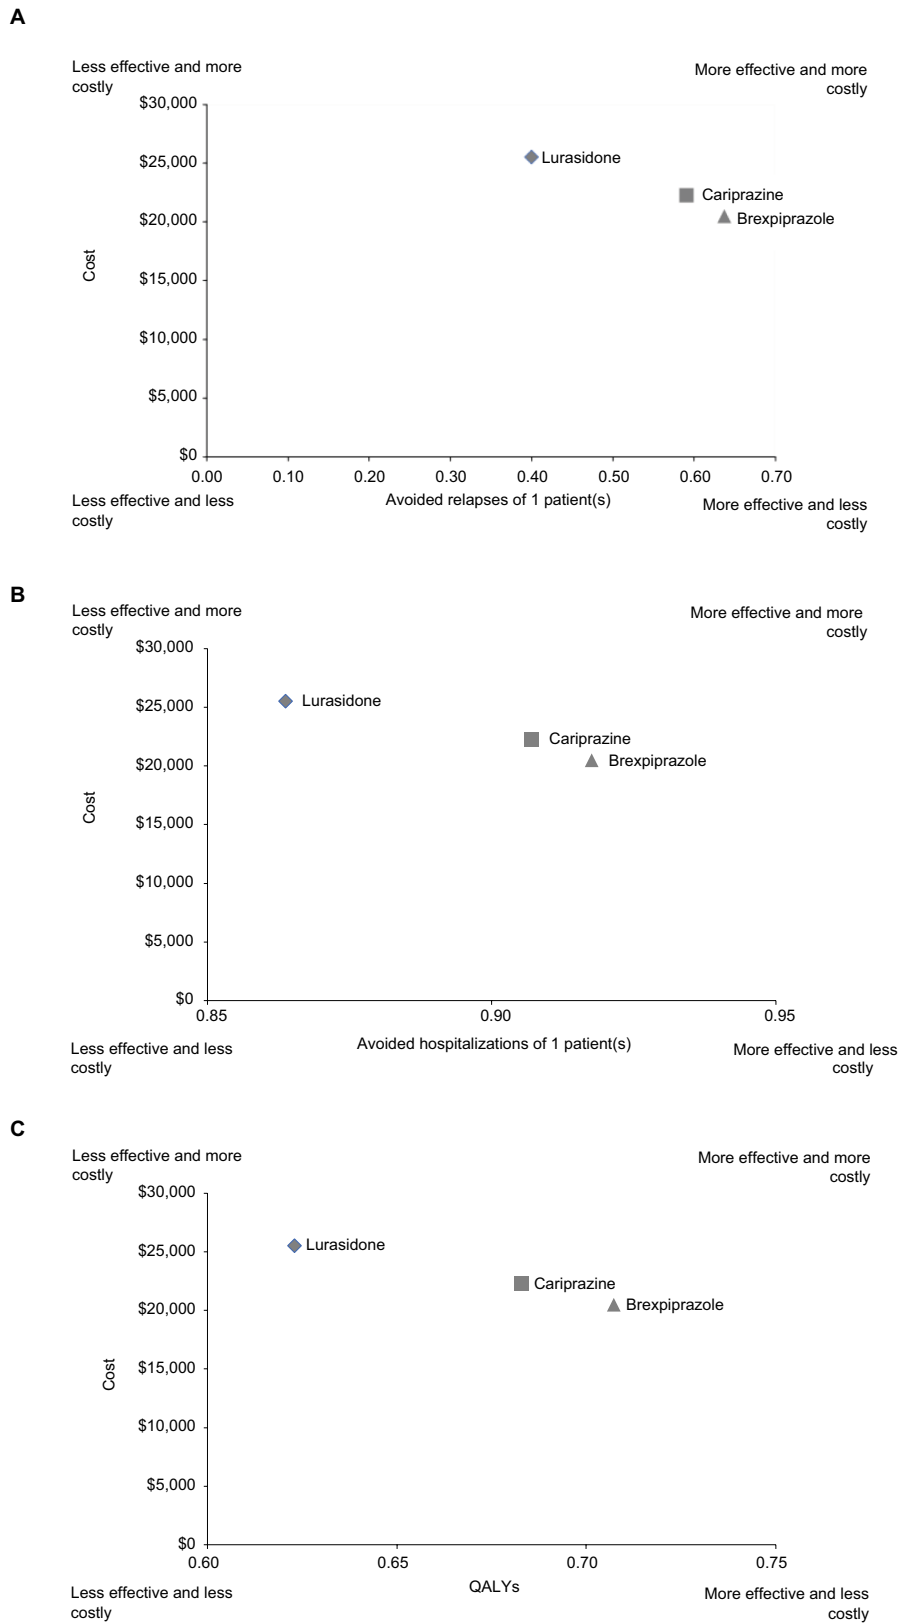 A
Less effective and more
costly
More effective and more
costly
$30,000
$25,000
$20,000
$15,000
$10,000
$5,000
$0
Cost
Lurasidone
Cariprazine
Brexpiprazole
0.00 0.10 0.20 0.30 0.40 0.50 0.60 0.70
Avoided relapses of 1 patient(s)
Less effective and less
costly
More effective and less
costly
B
Less effective and more
costly
More effective and more
costly
$30,000
$25,000
$20,000
$15,000
$10,000
$5,000
$0
Cost
Lurasidone
Cariprazine
Brexpiprazole
0.85 0.90 0.95
Avoided hospitalizations of 1 patient(s)
Less effective and less
costly
More effective and less
costly
C
Less effective and more
costly
More effective and more
costly
$30,000
$25,000
$20,000
$15,000
$10,000
$5,000
$0
Cost
Lurasidone
Cariprazine
Brexpiprazole
0.60 0.65 0.70 0.75
QALYs
Less effective and less
costly
More effective and less
costly